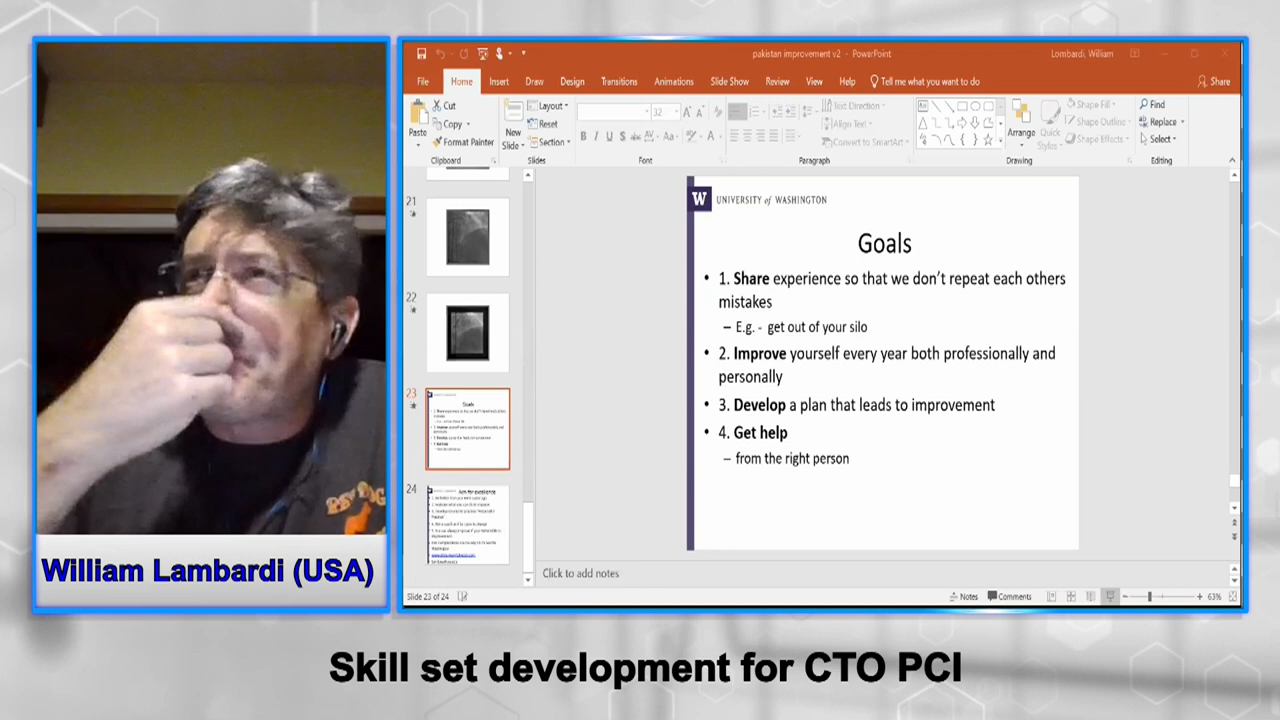 pakistan improvement v2 - PowerPoint
Lombardi, William
File Home Insert Draw Design Transitions Animations Slide Show Review View Help Tell me what you want to do Share
Paste
Cut
Copy
Format Painter
Clipboard
New
Slide
Layout
Reset
Section
Slides
32
Font
Text Direction
Align Text
Convert to SmartArt
Paragraph
Arrange
Quick
Styles
Shape Fill
Shape Outline
Shape Effects
Drawing
Find
Replace
Select
Editing
21
22
23
Goals
24
Aim for excellence
W UNIVERSITY of WASHINGTON
Goals
• 1. Share experience so that we don't repeat each others
mistakes
– E.g. - get out of your silo
• 2. Improve yourself every year both professionally and
personally
• 3. Develop a plan that leads to improvement
• 4. Get help
– from the right person
Click to add notes
Slide 23 of 24
Notes Comments 63%
William Lambardi (USA)
Skill set development for CTO PCI